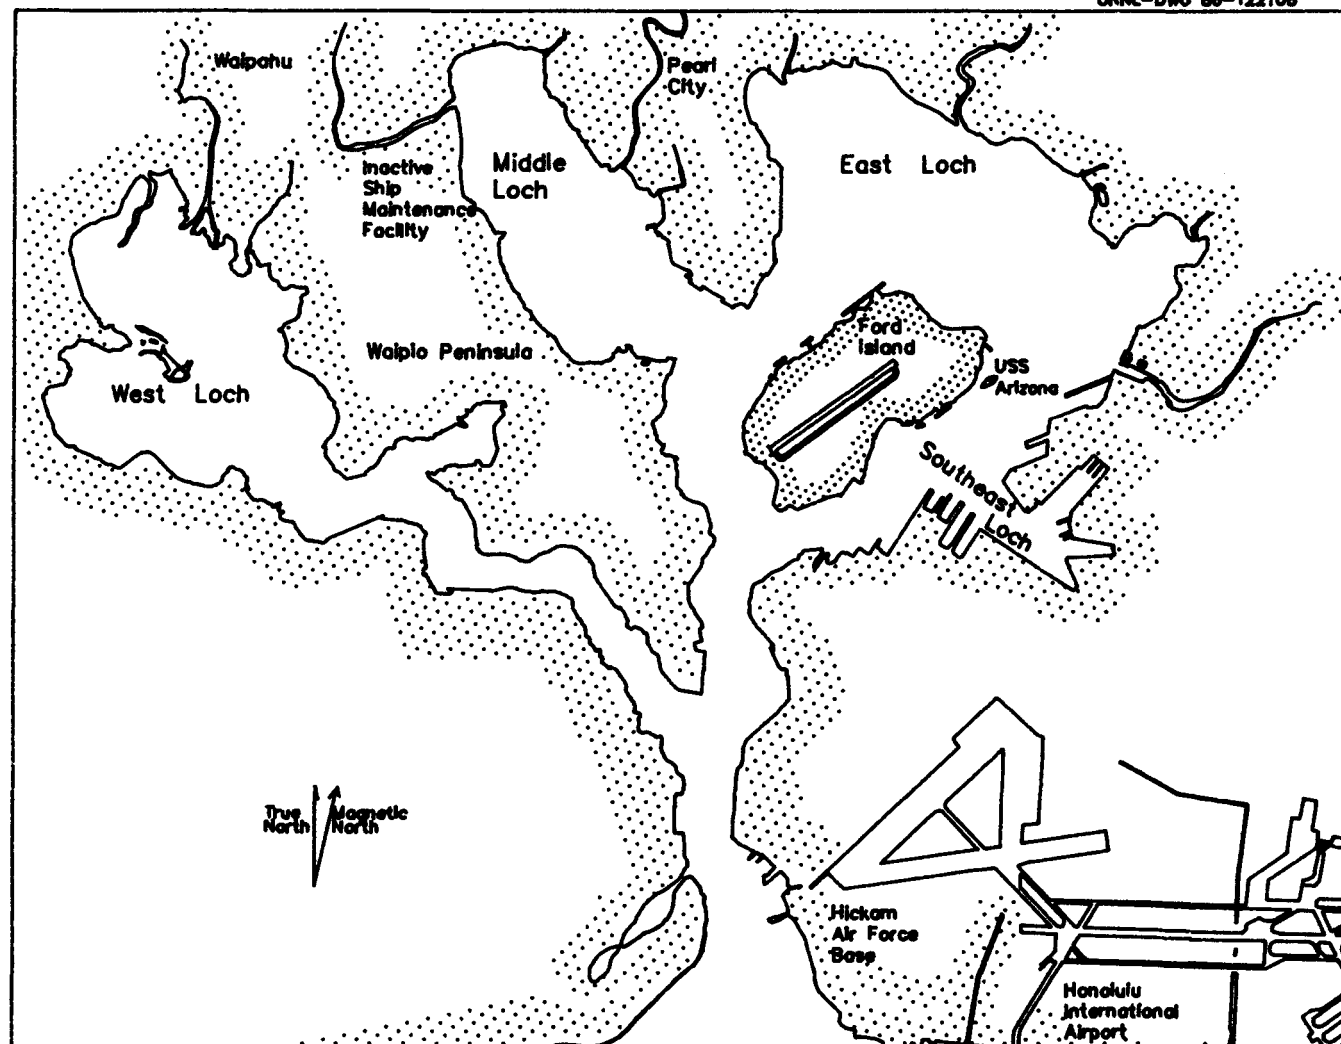 Waipahu
Pearl
City
Inactive
Ship
Maintenance
Facility
Middle
Loch
East Loch
Ford
Island
Waipio Peninsula
USS
Arizona
West Loch
Southeast
Loch
True
North
Magnetic
North
Hickam
Air Force
Base
Honolulu
International
Airport